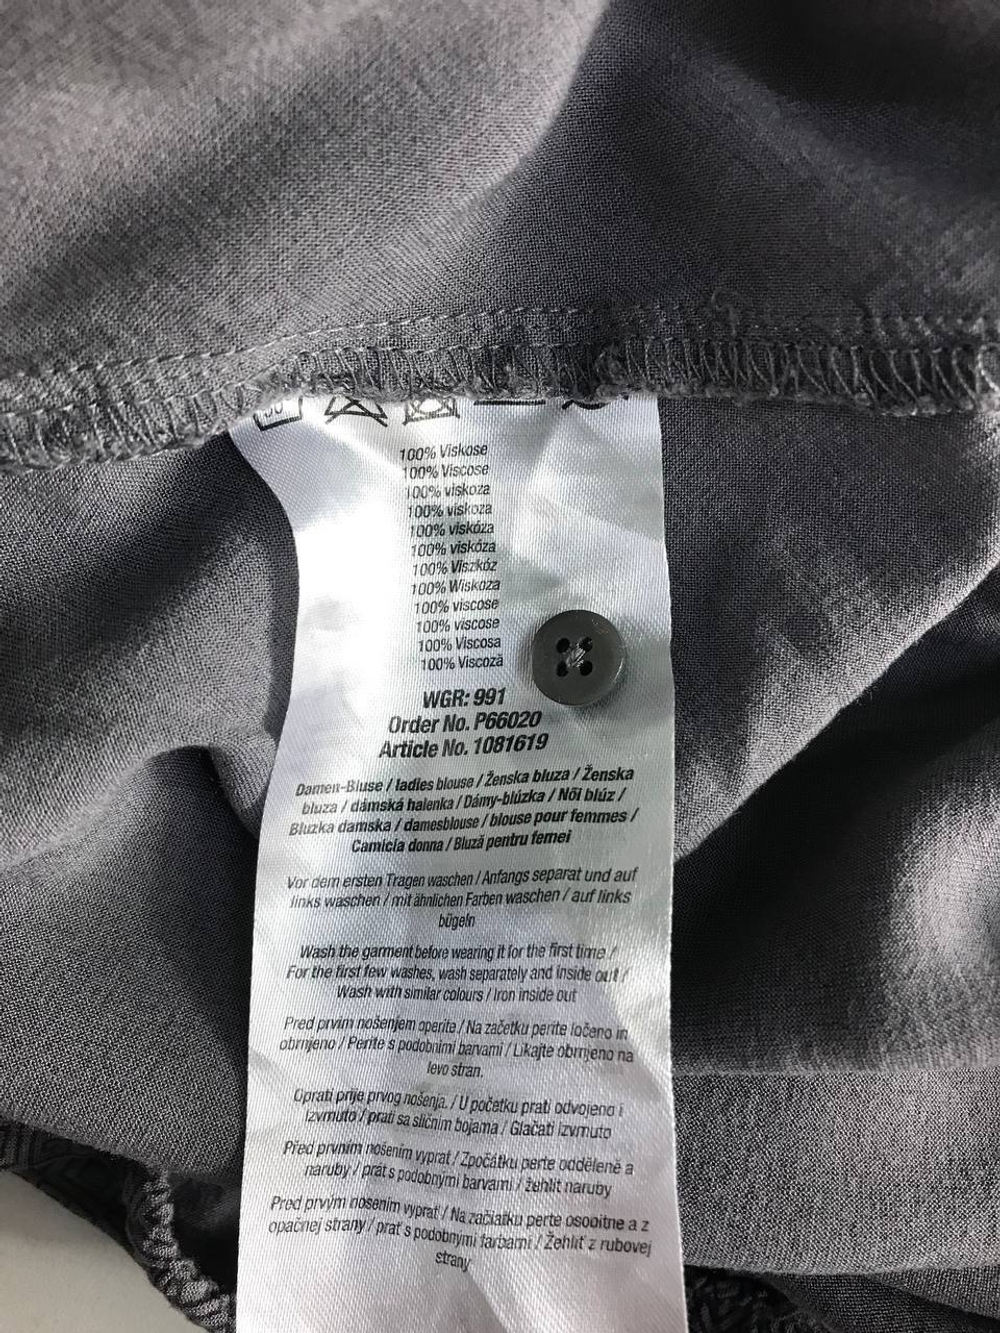 100% Viskose
100% Viscose
100% viskoza
100% viskoza
100% viskóza
100% viskóza
100% Viszkóz
100% Wiskoza
100% viscose
100% viscose
100% Viscosa
100% Viscoză
WGR: 991
Order No. P66020
Article No. 1081619
Damen-Bluse / ladies blouse / Ženska bluza / Ženska
bluza / dámská halenka / Dámy-blúzka / Női blúz /
Bluzka damska / damesblouse / blouse pour femmes /
Camicia donna / Bluză pentru femei
Vor dem ersten Tragen waschen / Anfangs separat und auf
links waschen / mit ähnlichen Farben waschen / auf links
bügeln
Wash the garment before wearing it for the first time /
For the first few washes, wash separately and inside out /
Wash with similar colours / Iron inside out
Pred prvim nošenjem operite / Na začetku perite ločeno in
obrnjeno / Perite s podobnimi barvami / Likajte obrnjeno na
levo stran.
Oprati prije prvog nošenja. / U početku prati odvojeno i
izvrnuto / prati sa sličnim bojama / Glačati izvrnuto
Před prvním nošením vyprat / Zpočátku perte odděleně a
naruby / prát s podobnými barvami / žehlit naruby
Pred prvým nosením vyprať / Na začiatku perte osobitne a z
opačnej strany / prať s podobnými farbami / Žehliť z rubovej
strany